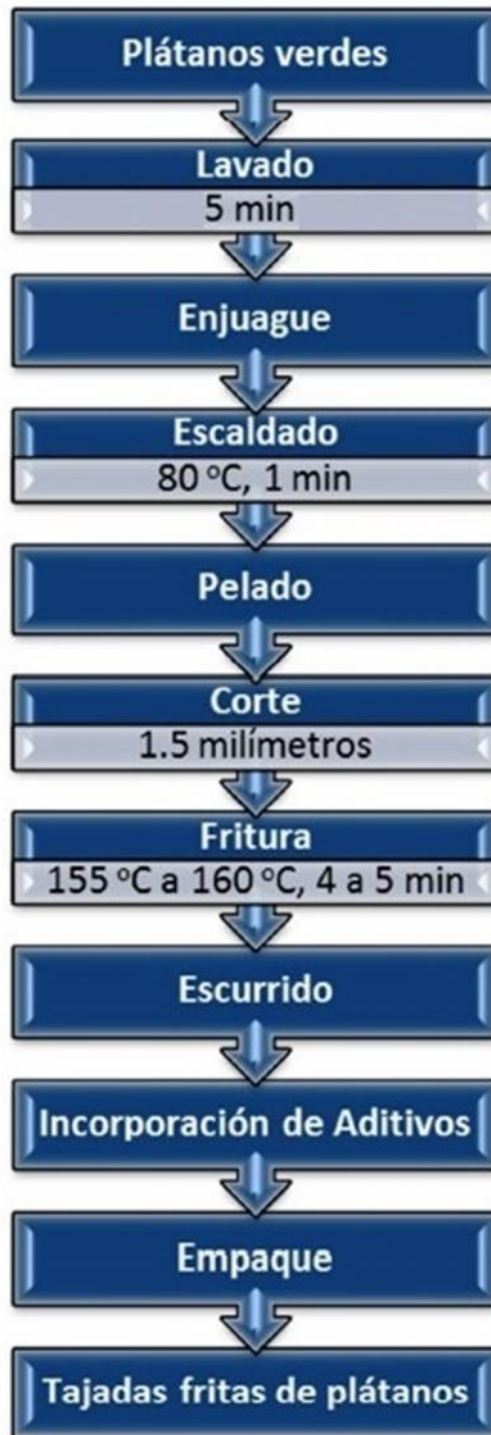 Plátanos verdes
Lavado
5 min
Enjuague
Escaldado
80 °C, 1 min
Pelado
Corte
1.5 milímetros
Fritura
155 °C a 160 °C, 4 a 5 min
Escurrido
Incorporación de Aditivos
Empaque
Tajadas fritas de plátanos